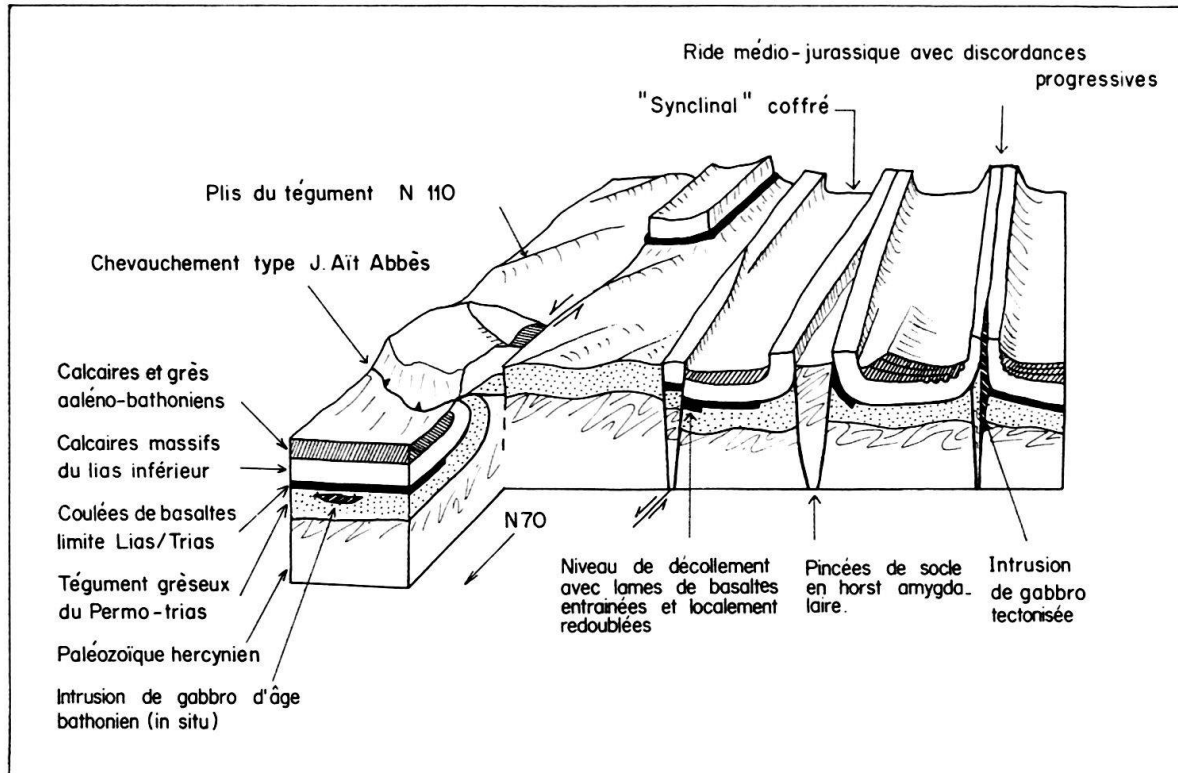 Ride médio-jurassique avec discordances
progressives
"Synclinal" coffré
Plis du tégument N 110
Chevauchement type J. Aït Abbès
Calcaires et grès
aaléno-bathoniens
Calcaires massifs
du lias inférieur
Coulées de basaltes
limite Lias/Trias
Tégument grèseux
du Permo-trias
Paléozoïque hercynien
Intrusion de gabbro d'âge
bathonien (in situ)
N70
Niveau de décollement
avec lames de basaltes
entrainées et localement
redoublées
Pincées de socle
en horst amygda_
laire.
Intrusion
de gabbro
tectonisée